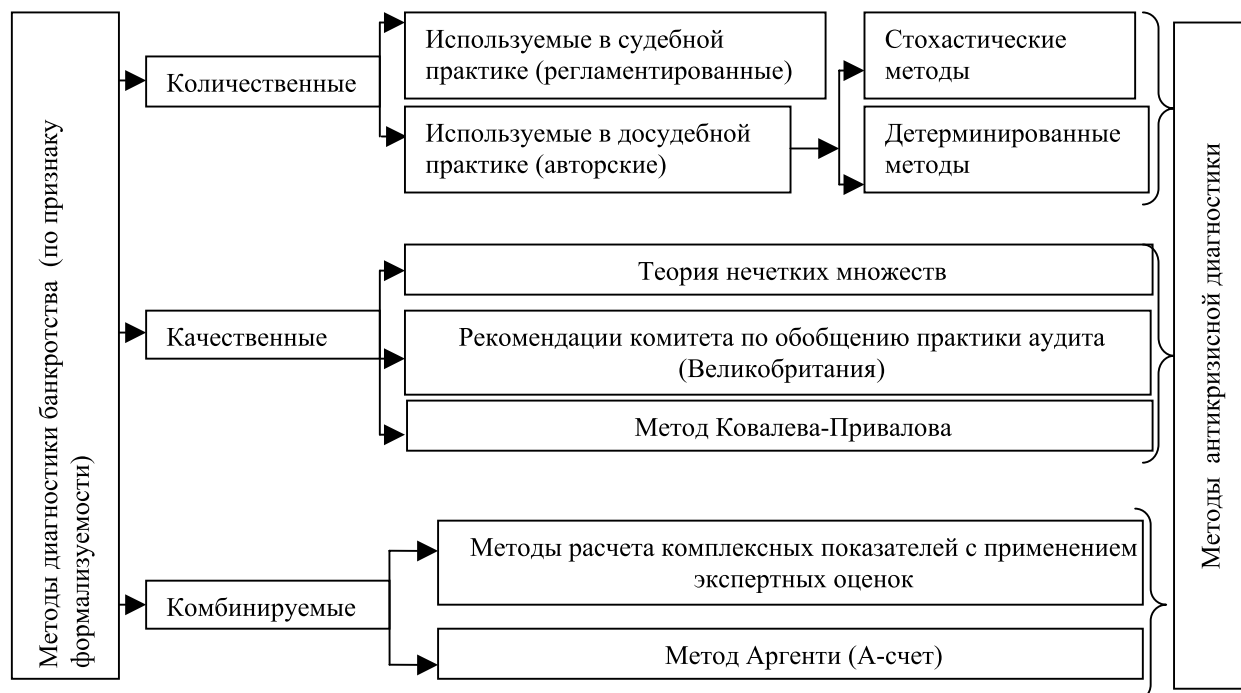 Методы диагностики банкротства (по признаку
формализуемости)
Количественные
Используемые в судебной
практике (регламентированные)
Используемые в досудебной
практике (авторские)
Стохастические
методы
Детерминированные
методы
Качественные
Теория нечетких множеств
Рекомендации комитета по обобщению практики аудита
(Великобритания)
Метод Ковалева-Привалова
Комбинируемые
Методы расчета комплексных показателей с применением
экспертных оценок
Метод Аргенти (А-счет)
Методы антикризисной диагностики